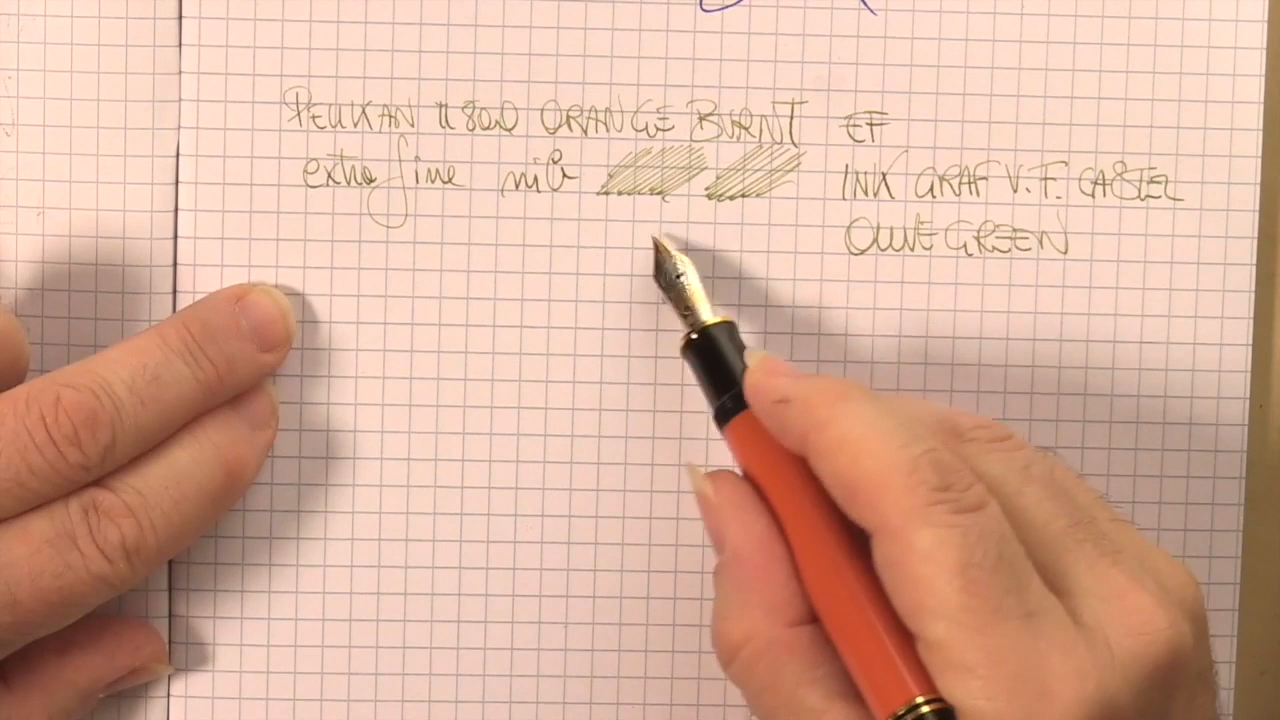 PELIKAN M800 ORANGE BURNT EF
extra fine nib
INK GRAF V. F. CASTEL
OLIVE GREEN